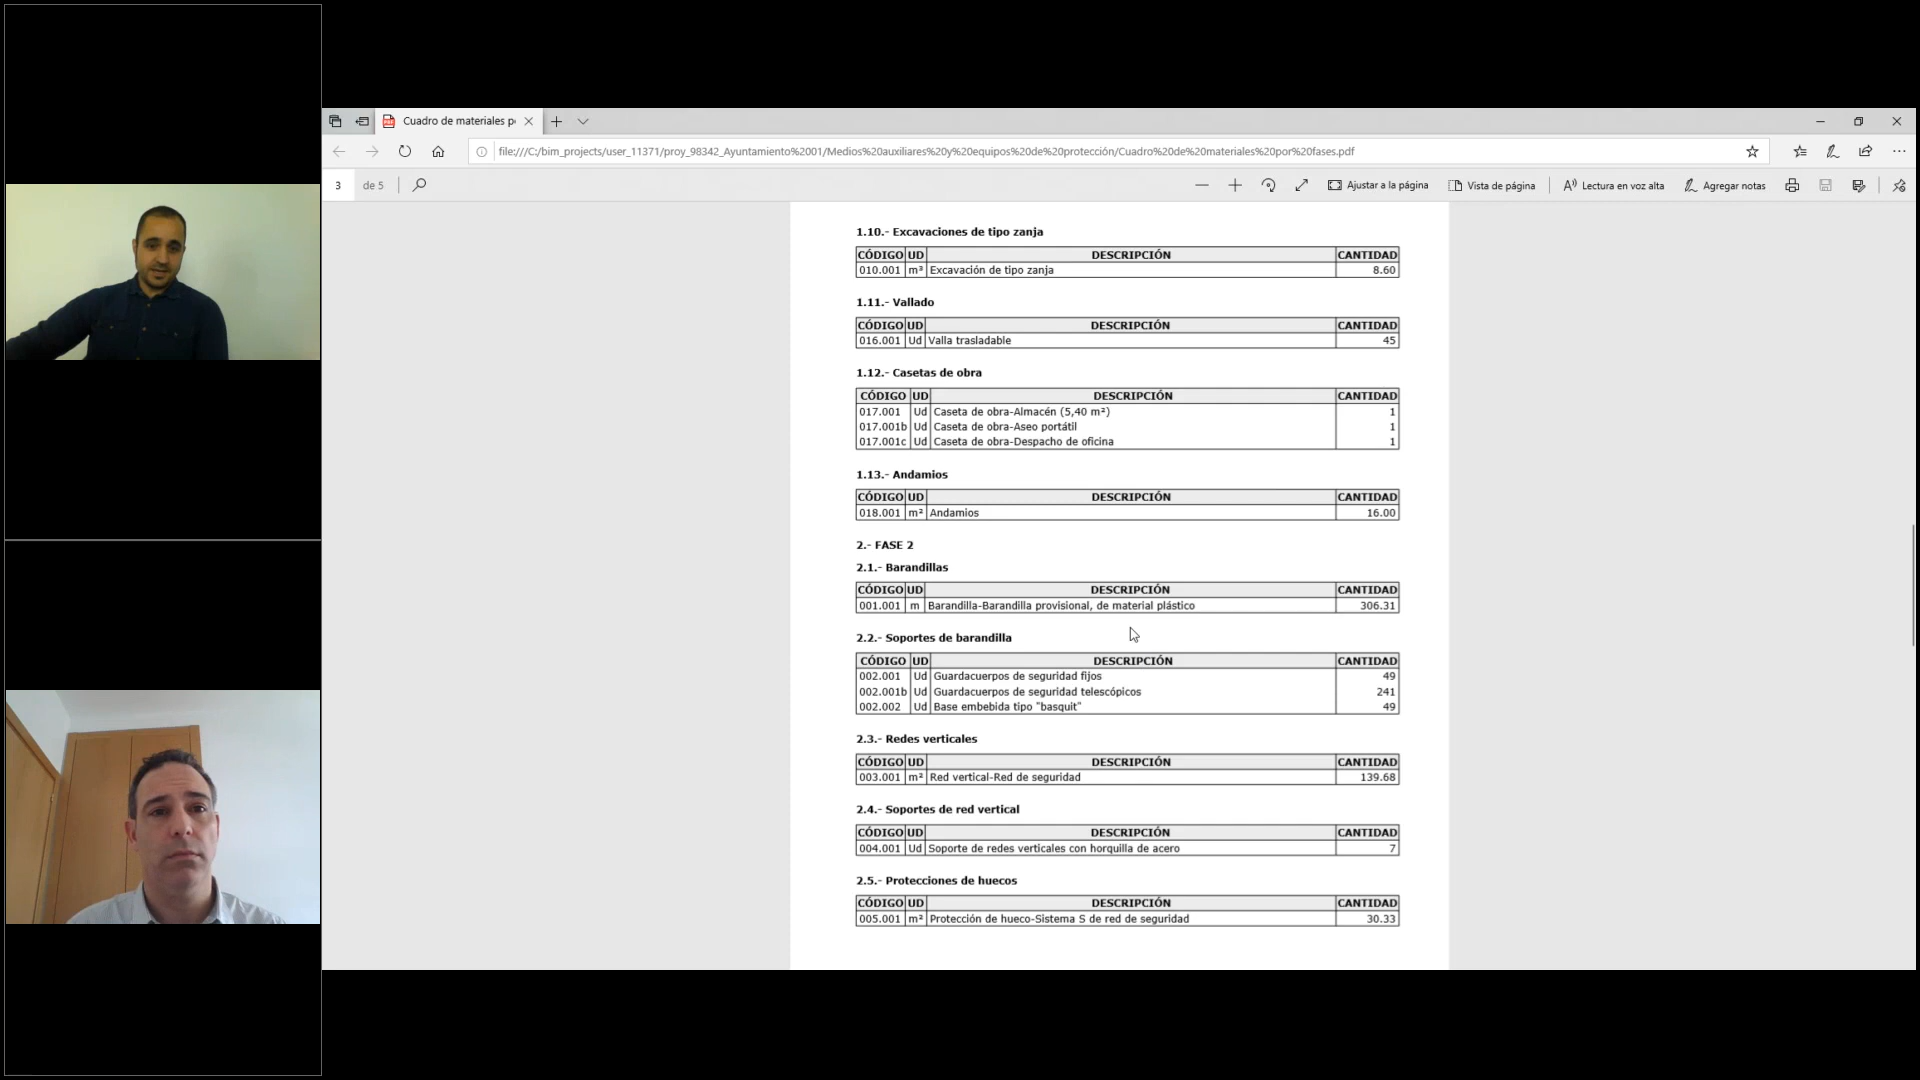 Cuadro de materiales p
file:///C:/bim_projects/user_11371/proy_98342_Ayuntamiento%2001/Medios%20auxiliares%20y%20equipos%20de%20protección/Cuadro%20de%20materiales%20por%20fases.pdf
3 de 5
Ajustar a la página Vista de página Lectura en voz alta Agregar notas
1.10.- Excavaciones de tipo zanja
CÓDIGO UD DESCRIPCIÓN CANTIDAD
010.001 m³ Excavación de tipo zanja 8.60
1.11.- Vallado
CÓDIGO UD DESCRIPCIÓN CANTIDAD
016.001 Ud Valla trasladable 45
1.12.- Casetas de obra
CÓDIGO UD DESCRIPCIÓN CANTIDAD
017.001 Ud Caseta de obra-Almacén (5,40 m²) 1
017.001b Ud Caseta de obra-Aseo portátil 1
017.001c Ud Caseta de obra-Despacho de oficina 1
1.13.- Andamios
CÓDIGO UD DESCRIPCIÓN CANTIDAD
018.001 m² Andamios 16.00
2.- FASE 2
2.1.- Barandillas
CÓDIGO UD DESCRIPCIÓN CANTIDAD
001.001 m Barandilla-Barandilla provisional, de material plástico 306.31
2.2.- Soportes de barandilla
CÓDIGO UD DESCRIPCIÓN CANTIDAD
002.001 Ud Guardacuerpos de seguridad fijos 49
002.001b Ud Guardacuerpos de seguridad telescópicos 241
002.002 Ud Base embebida tipo "basquit" 49
2.3.- Redes verticales
CÓDIGO UD DESCRIPCIÓN CANTIDAD
003.001 m² Red vertical-Red de seguridad 139.68
2.4.- Soportes de red vertical
CÓDIGO UD DESCRIPCIÓN CANTIDAD
004.001 Ud Soporte de redes verticales con horquilla de acero 7
2.5.- Protecciones de huecos
CÓDIGO UD DESCRIPCIÓN CANTIDAD
005.001 m² Protección de hueco-Sistema S de red de seguridad 30.33